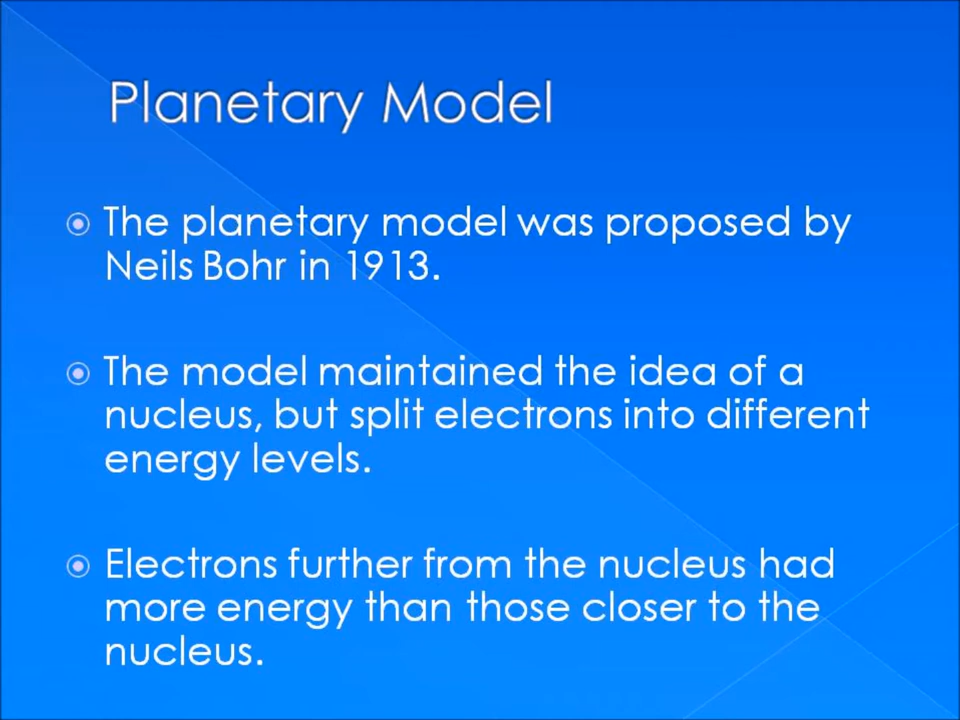 Planetary Model
The planetary model was proposed by
Neils Bohr in 1913.
The model maintained the idea of a
nucleus, but split electrons into different
energy levels.
Electrons further from the nucleus had
more energy than those closer to the
nucleus.